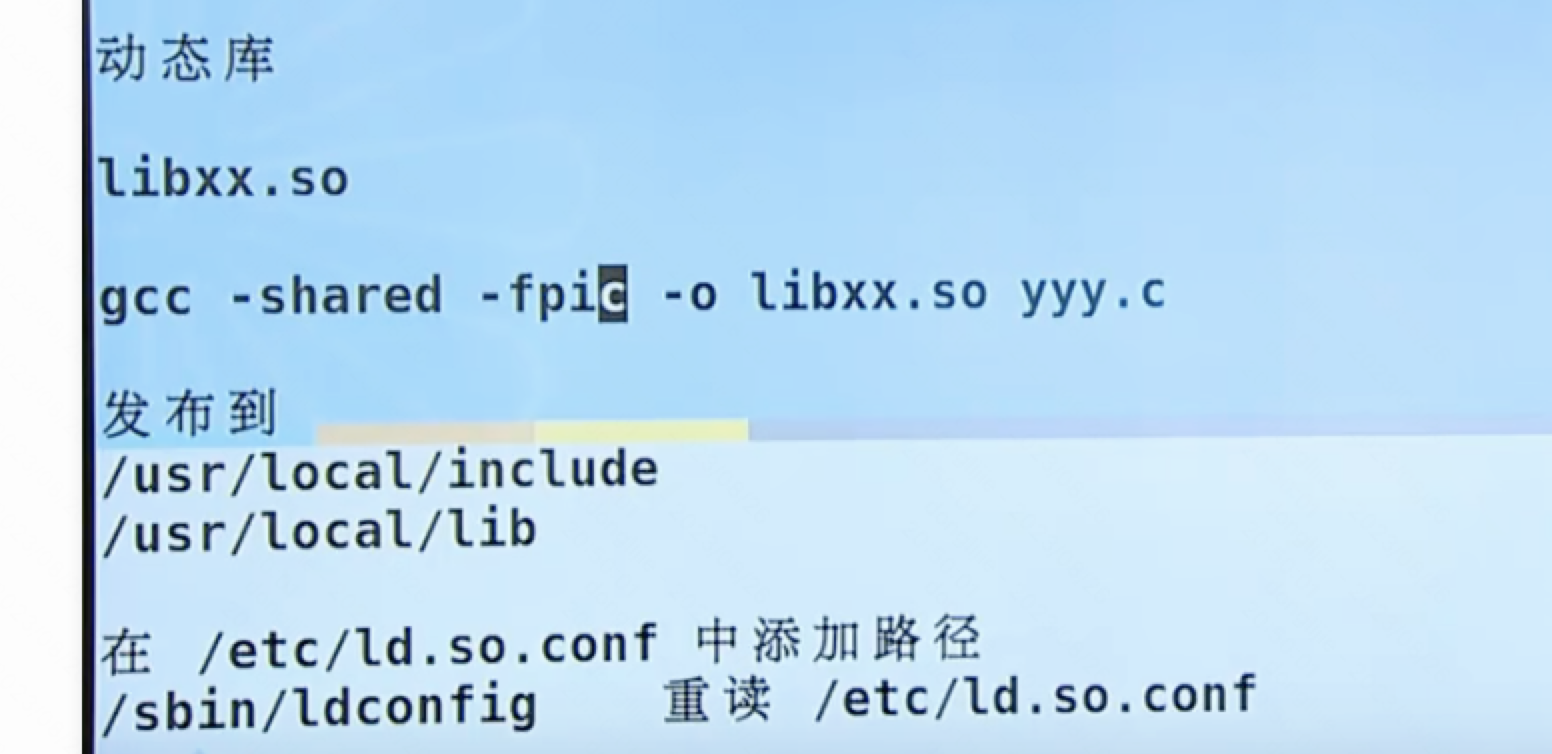 动态库
libxx.so
gcc -shared -fpic -o libxx.so yyy.c
发布到
/usr/local/include
/usr/local/lib
在 /etc/ld.so.conf 中添加路径
/sbin/ldconfig 重读 /etc/ld.so.conf